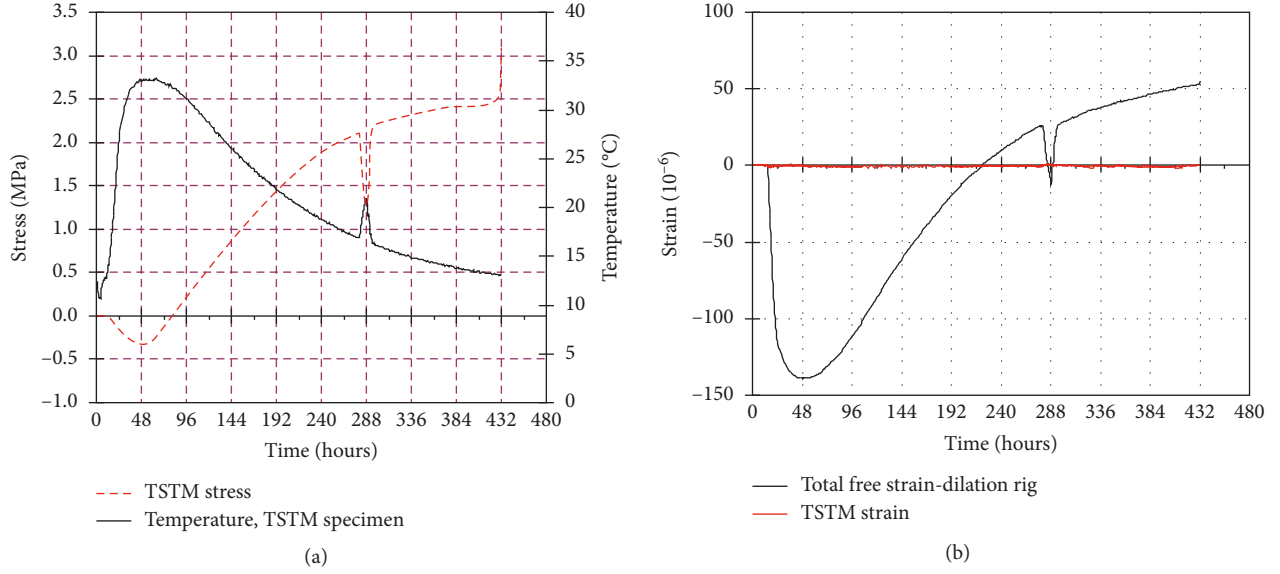 3.5
3.0
2.5
2.0
1.5
1.0
0.5
0.0
−0.5
−1.0
Stress (MPa)
40
35
30
25
20
15
10
5
0
Temperature (°C)
0 48 96 144 192 240 288 336 384 432 480
Time (hours)
TSTM stress
Temperature, TSTM specimen
(a)
100
50
0
−50
−100
−150
Strain (10−6)
0 48 96 144 192 240 288 336 384 432 480
Time (hours)
Total free strain-dilation rig
TSTM strain
(b)